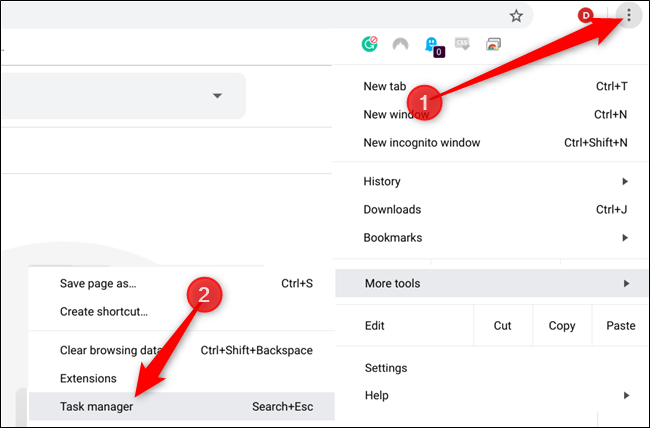 D
0
CSS
New tab Ctrl+T
1
New window Ctrl+N
New incognito window Ctrl+Shift+N
History
Downloads Ctrl+J
Bookmarks
More tools
Edit Cut Copy Paste
Settings
Help
Save page as... Ctrl+S
2
Create shortcut...
Clear browsing data Ctrl+Shift+Backspace
Extensions
Task manager Search+Esc